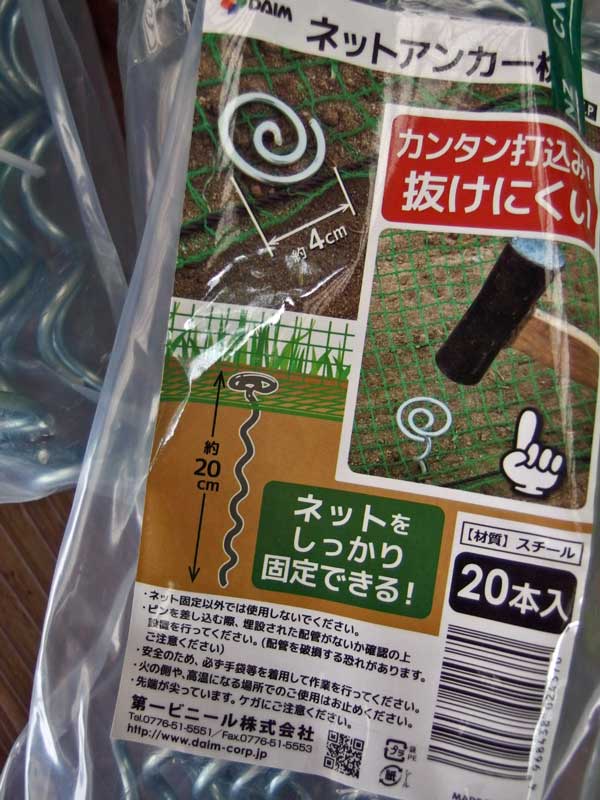 DAIM
ネットアンカー杭
カンタン打込み!
抜けにくい
約4cm
約
20
cm
ネットを
しっかり
固定できる!
【材質】スチール
20本入
・ネット固定以外では使用しないでください。
・ピンを差し込む際、埋設された配管がないか確認の上
設置を行ってください。(配管を破損する恐れがあります。
ご注意ください)
・安全のため、必ず手袋等を着用して作業を行ってください。
・火の側や、高温になる場所でのご使用はお止めください。
・先端が尖っています。ケガにご注意ください。
第一ビニール株式会社
Tel.0776-51-5551/Fax.0776-51-5553
http://www.daim-corp.jp/
プラ
袋
PE
紙